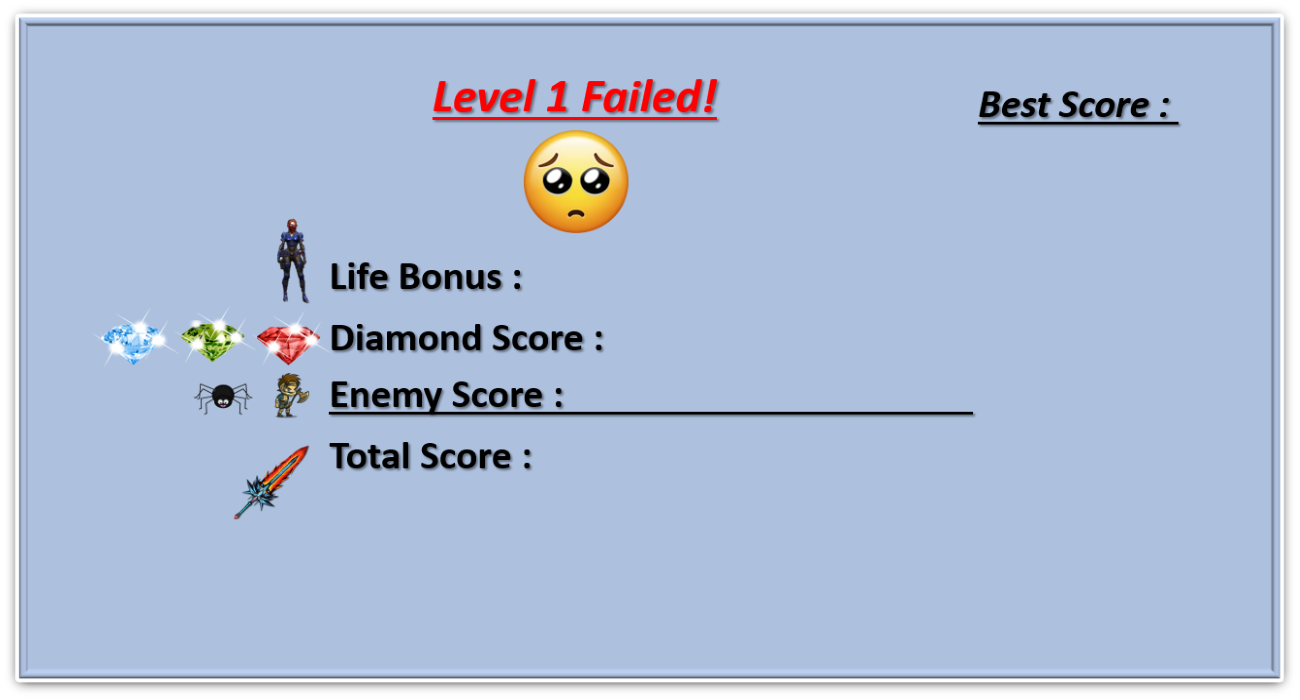 Level 1 Failed!
Best Score :
Life Bonus :
Diamond Score :
Enemy Score :
Total Score :